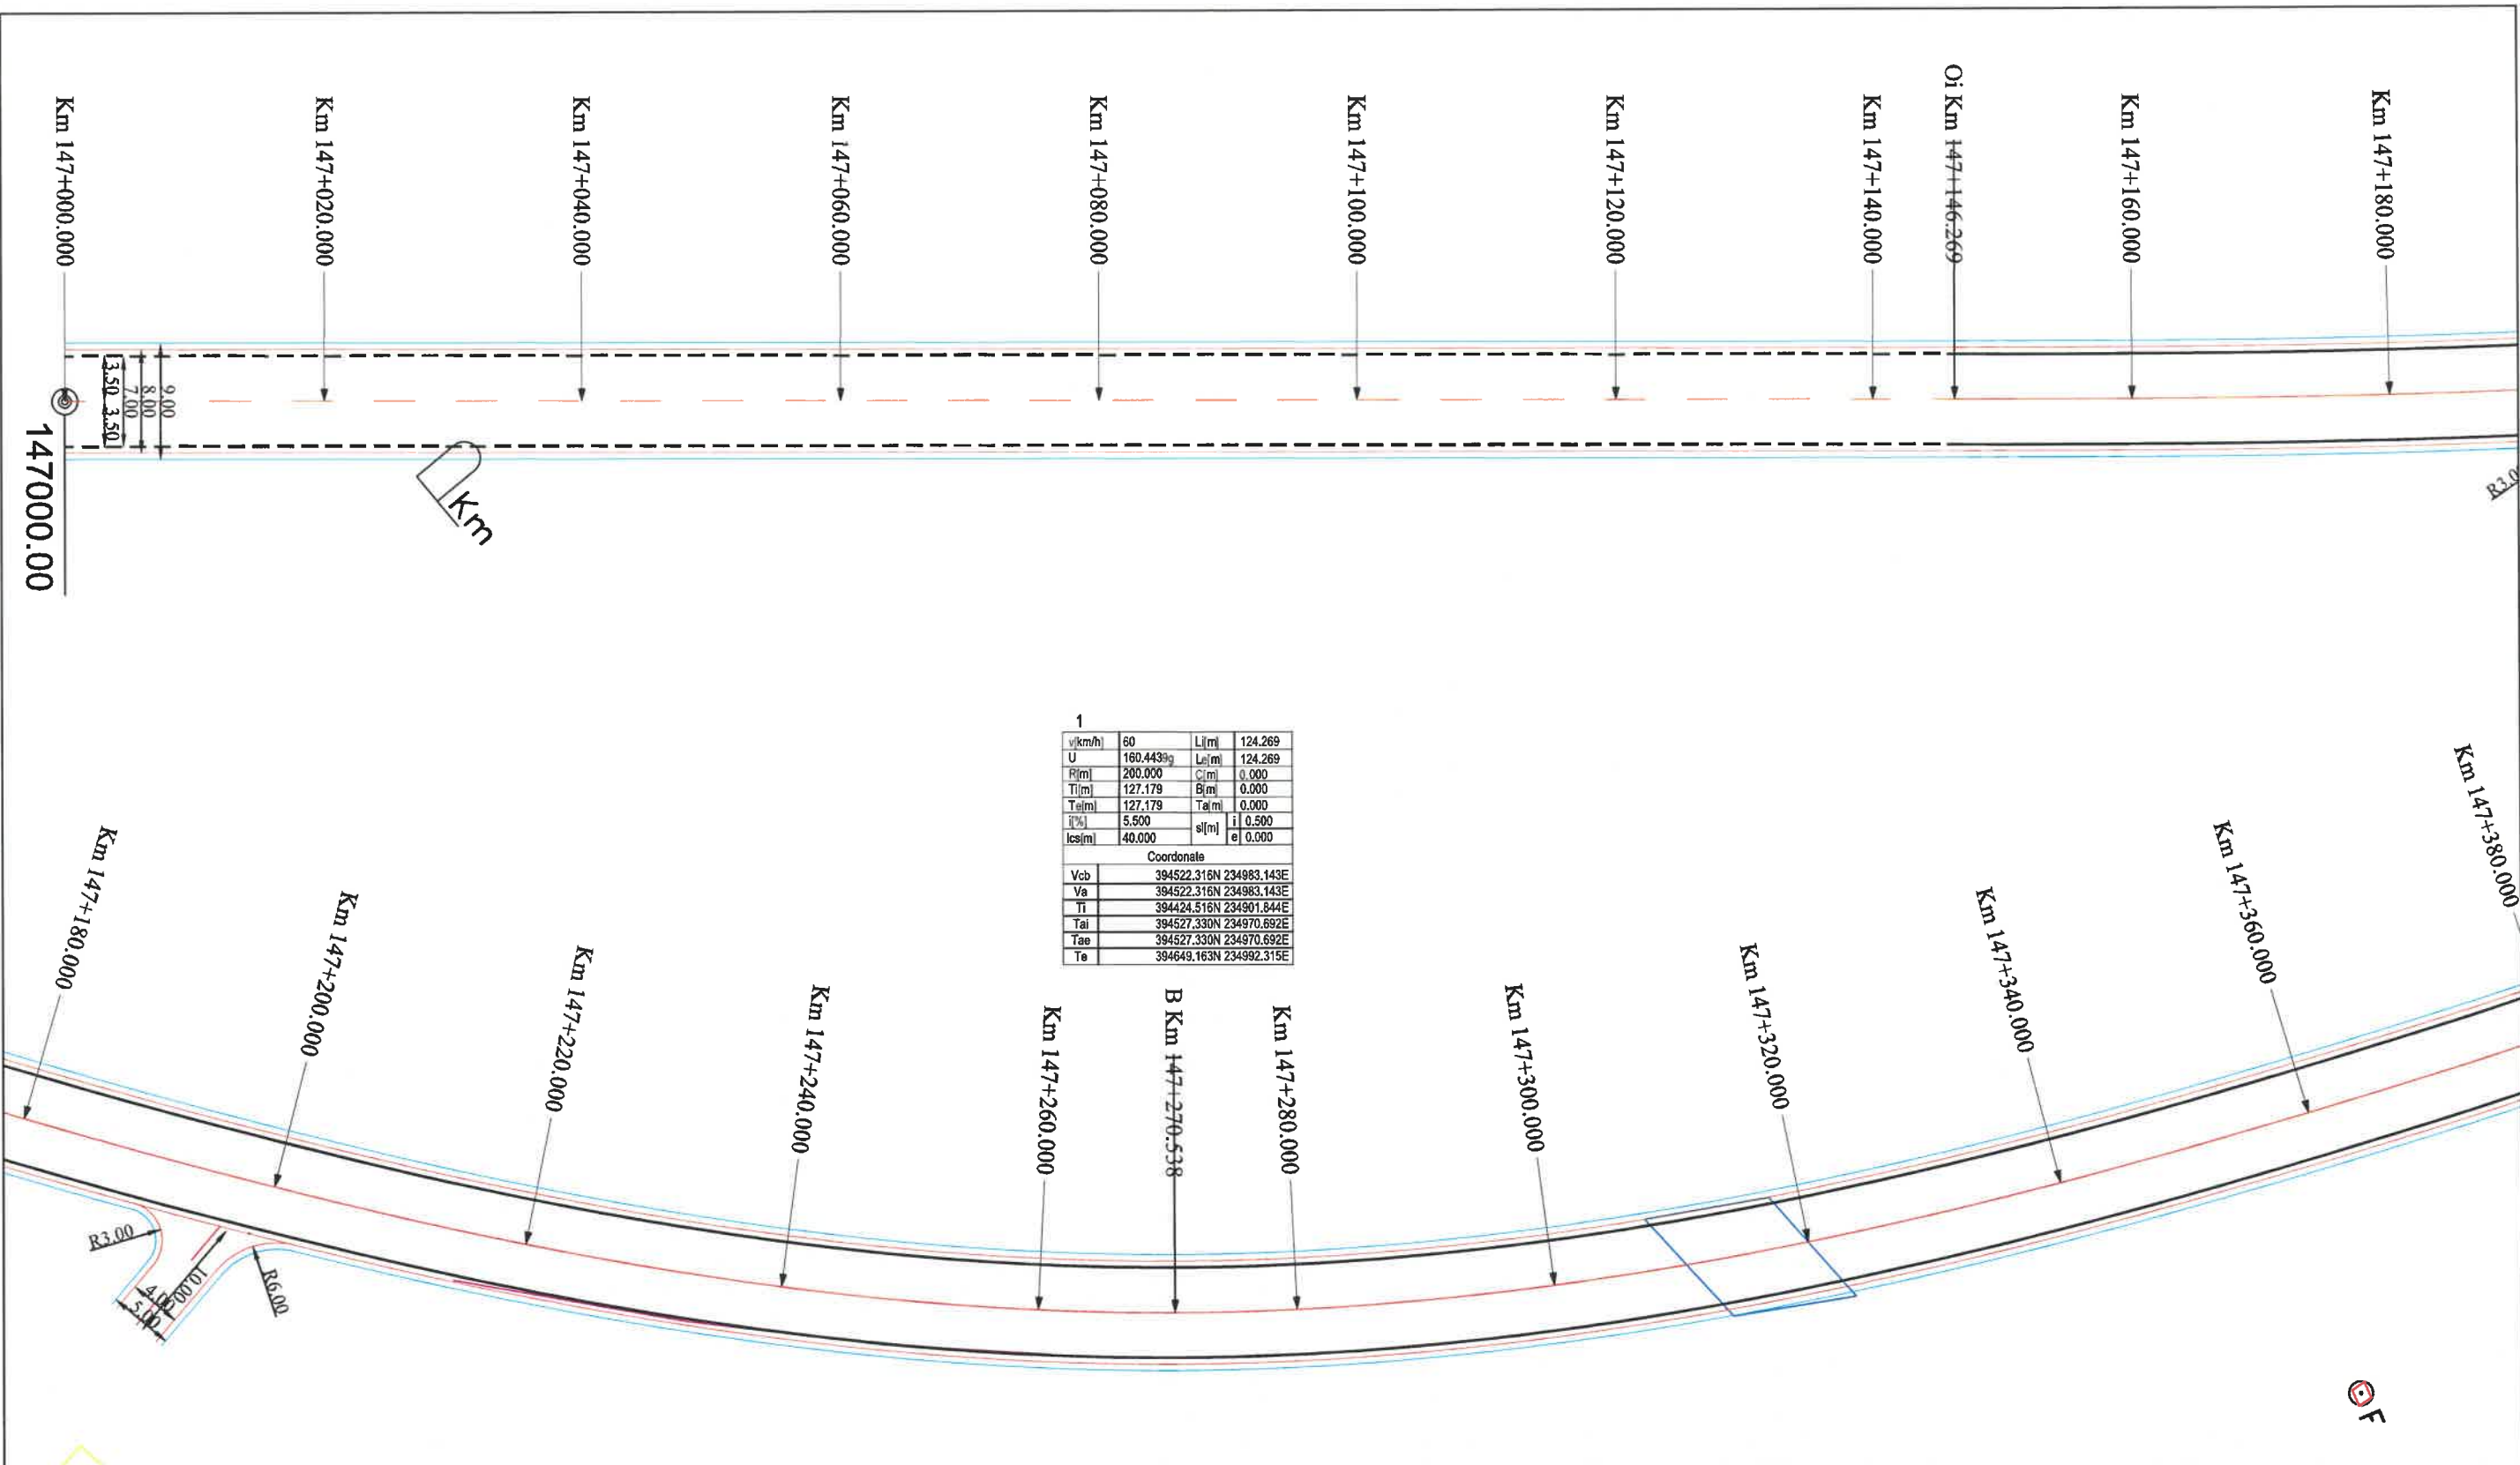 Km 147+000.000
Km 147+020.000
Km 147+040.000
Km 147+060.000
Km 147+080.000
Km 147+100.000
Km 147+120.000
Km 147+140.000
Oi Km 147+146.269
Km 147+160.000
Km 147+180.000
3.50 3.50
7.00
8.00
9.00
147000.00
Km
1
v[km/h] 60 Li[m] 124.269
U 160.4439g Le[m] 124.269
R[m] 200.000 C[m] 0.000
Ti[m] 127.179 B[m] 0.000
Te[m] 127.179 Ta[m] 0.000
i[%] 5.500 sl[m] i 0.500
lcs[m] 40.000 e 0.000
Coordonate
Vcb 394522.316N 234983.143E
Va 394522.316N 234983.143E
Ti 394424.516N 234901.844E
Tai 394527.330N 234970.692E
Tae 394527.330N 234970.692E
Te 394649.163N 234992.315E
Km 147+180.000
Km 147+200.000
Km 147+220.000
Km 147+240.000
Km 147+260.000
B Km 147+270.538
Km 147+280.000
Km 147+300.000
Km 147+320.000
Km 147+340.000
Km 147+360.000
Km 147+380.000
R3.00
R6.00
10.00
4.00
5.00
F